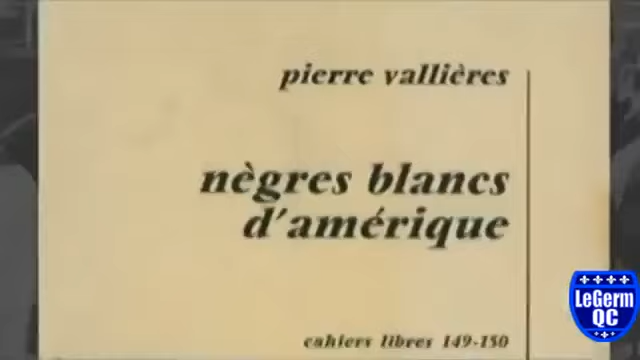 pierre vallières
nègres blancs
d'amérique
cahiers libres 149-150
LeGerm
QC